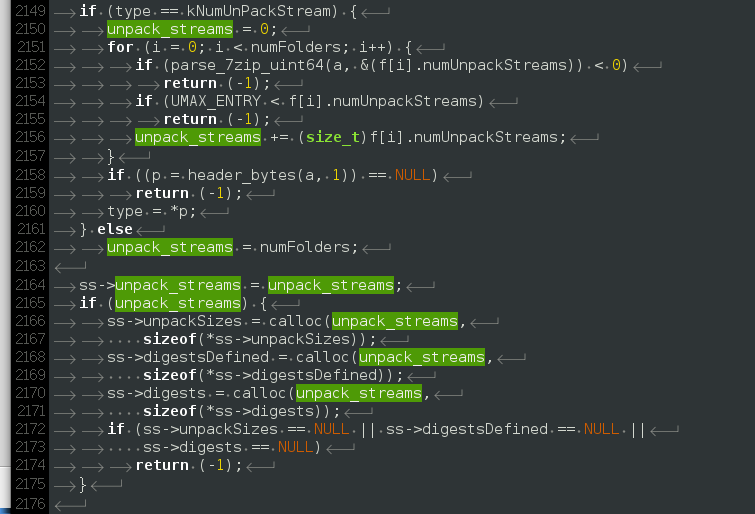 2149 if (type == kNumUnPackStream) {
2150 unpack_streams = 0;
2151 for (i = 0; i < numFolders; i++) {
2152 if (parse_7zip_uint64(a, &(f[i].numUnpackStreams)) < 0)
2153 return (-1);
2154 if (UMAX_ENTRY < f[i].numUnpackStreams)
2155 return (-1);
2156 unpack_streams += (size_t)f[i].numUnpackStreams;
2157 }
2158 if ((p = header_bytes(a, 1)) == NULL)
2159 return (-1);
2160 type = *p;
2161 } else
2162 unpack_streams = numFolders;
2163
2164 ss->unpack_streams = unpack_streams;
2165 if (unpack_streams) {
2166 ss->unpackSizes = calloc(unpack_streams,
2167 sizeof(*ss->unpackSizes));
2168 ss->digestsDefined = calloc(unpack_streams,
2169 sizeof(*ss->digestsDefined));
2170 ss->digests = calloc(unpack_streams,
2171 sizeof(*ss->digests));
2172 if (ss->unpackSizes == NULL || ss->digestsDefined == NULL ||
2173 ss->digests == NULL)
2174 return (-1);
2175 }
2176